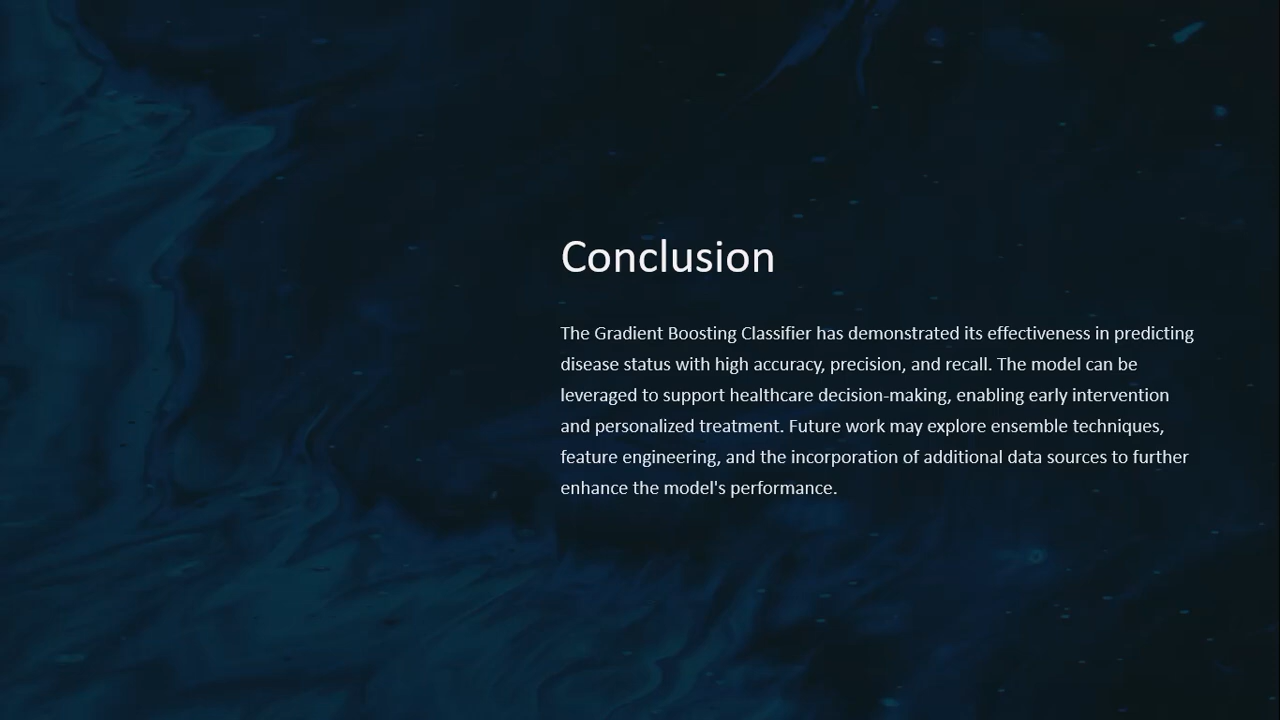 Conclusion
The Gradient Boosting Classifier has demonstrated its effectiveness in predicting
disease status with high accuracy, precision, and recall. The model can be
leveraged to support healthcare decision-making, enabling early intervention
and personalized treatment. Future work may explore ensemble techniques,
feature engineering, and the incorporation of additional data sources to further
enhance the model's performance.